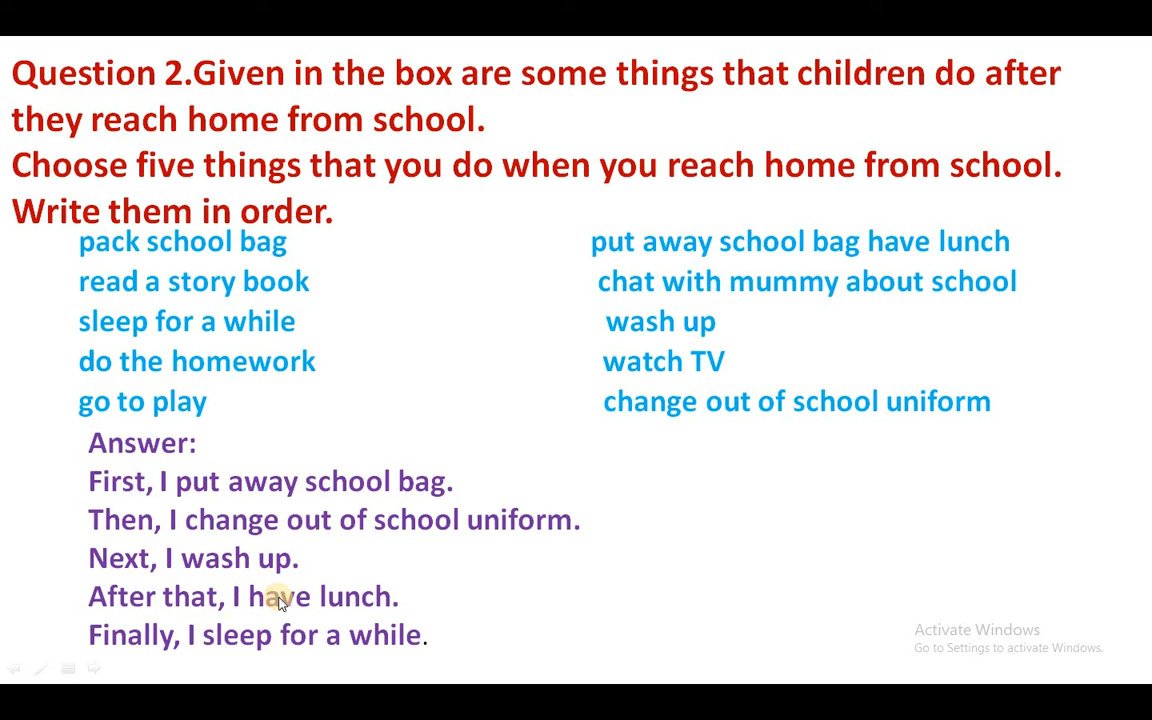 Question 2.Given in the box are some things that children do after
they reach home from school.
Choose five things that you do when you reach home from school.
Write them in order.
pack school bag put away school bag have lunch
read a story book chat with mummy about school
sleep for a while wash up
do the homework watch TV
go to play change out of school uniform
Answer:
First, I put away school bag.
Then, I change out of school uniform.
Next, I wash up.
After that, I have lunch.
Finally, I sleep for a while.
Activate Windows
Go to Settings to activate Windows.